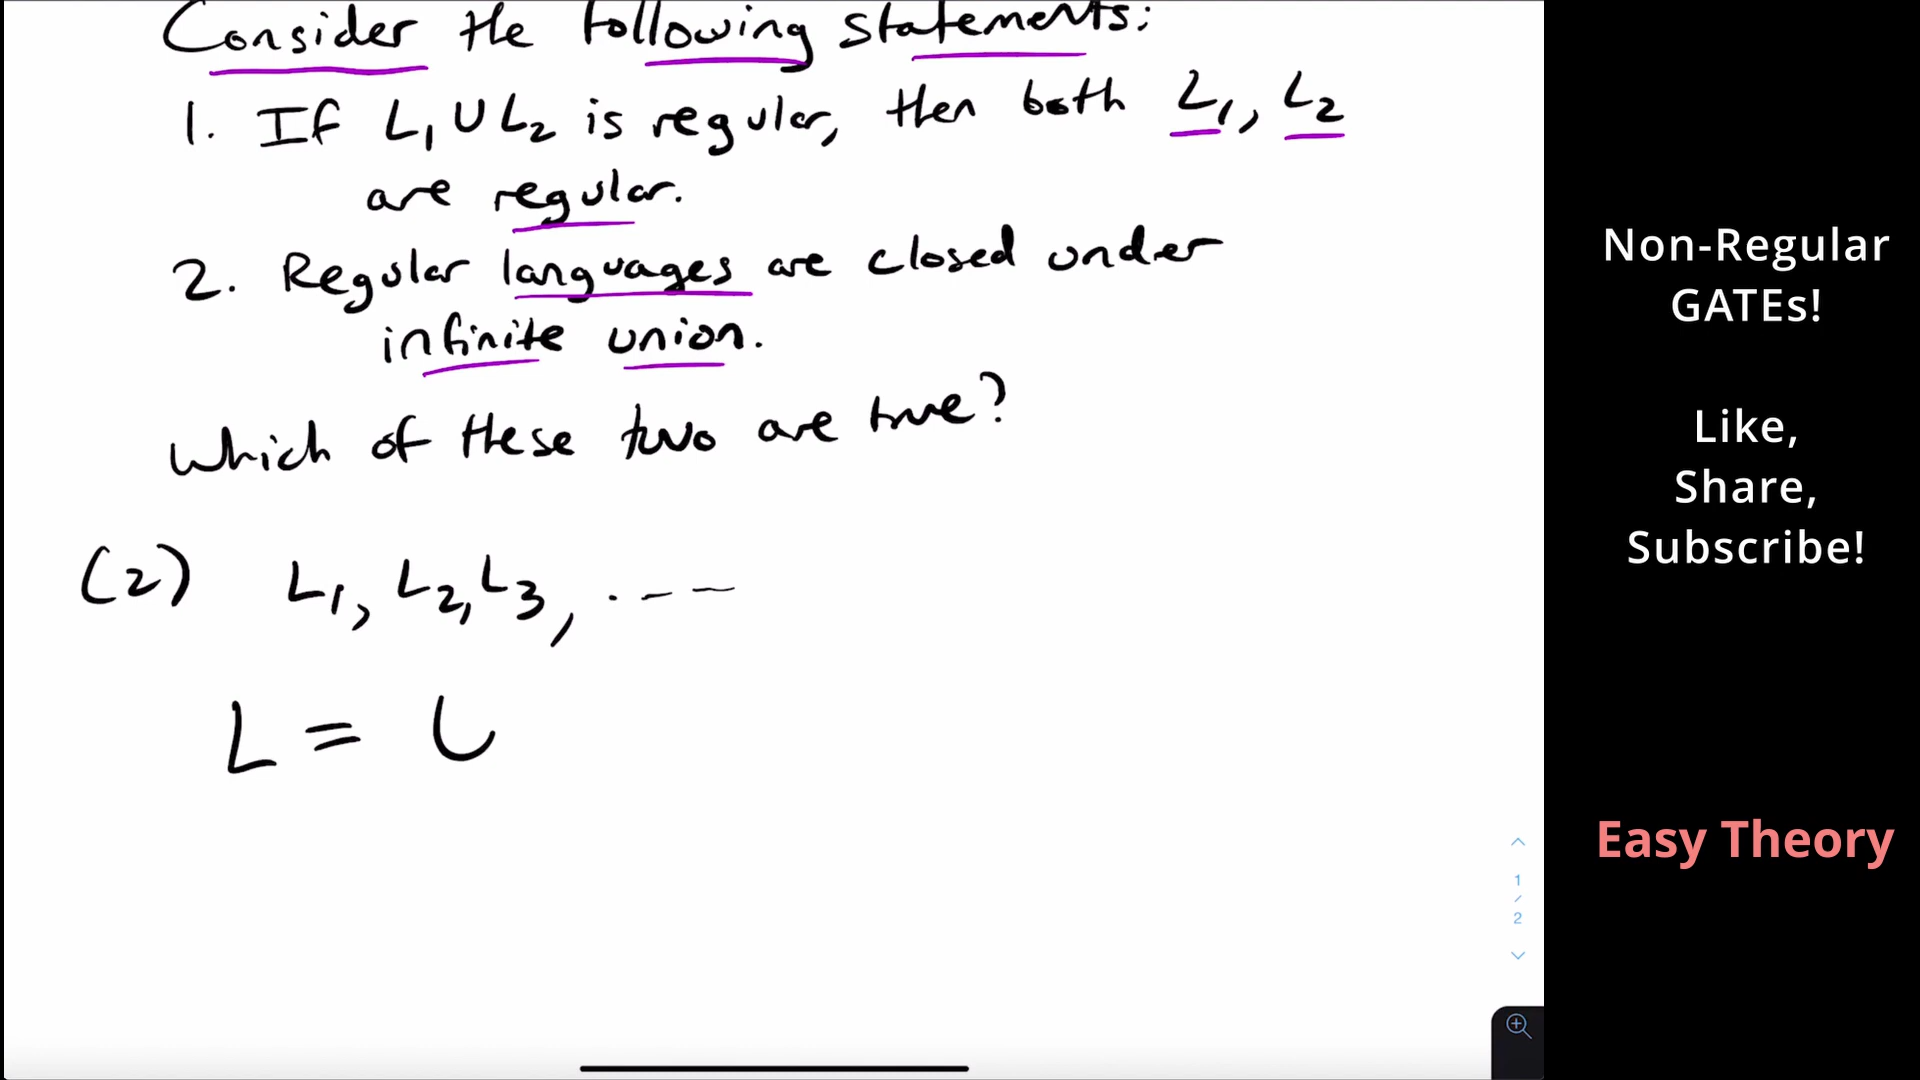 Consider the following statements:
1. If L₁ ∪ L₂ is regular, then both L₁, L₂
are regular.
2. Regular languages are closed under
infinite union.
Which of these two are true?
(2) L₁, L₂, L₃, . - –
L = ∪
Non-Regular
GATEs!
Like,
Share,
Subscribe!
Easy Theory
1
/
2